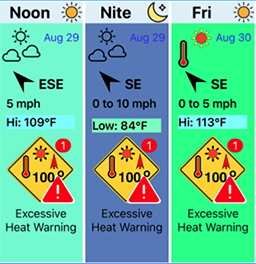 Noon
Aug 29
ESE
5 mph
Hi: 109°F
1
100°
Excessive
Heat Warning
Nite
Aug 29
SE
0 to 10 mph
Low: 84°F
1
100°
Excessive
Heat Warning
Fri
Aug 30
SE
0 to 5 mph
Hi: 113°F
1
100°
Excessive
Heat Warning